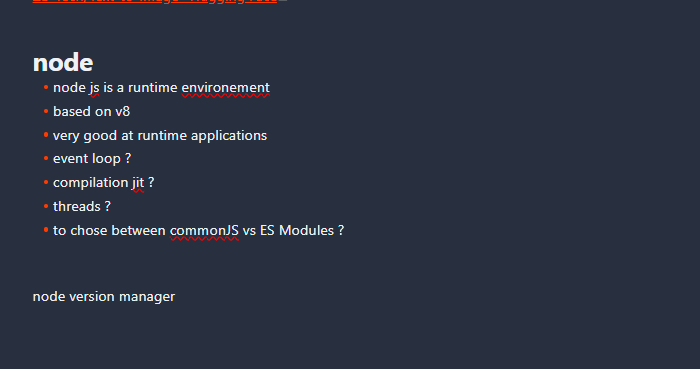 node
node js is a runtime environement
based on v8
very good at runtime applications
event loop ?
compilation jit ?
threads ?
to chose between commonJS vs ES Modules ?
node version manager